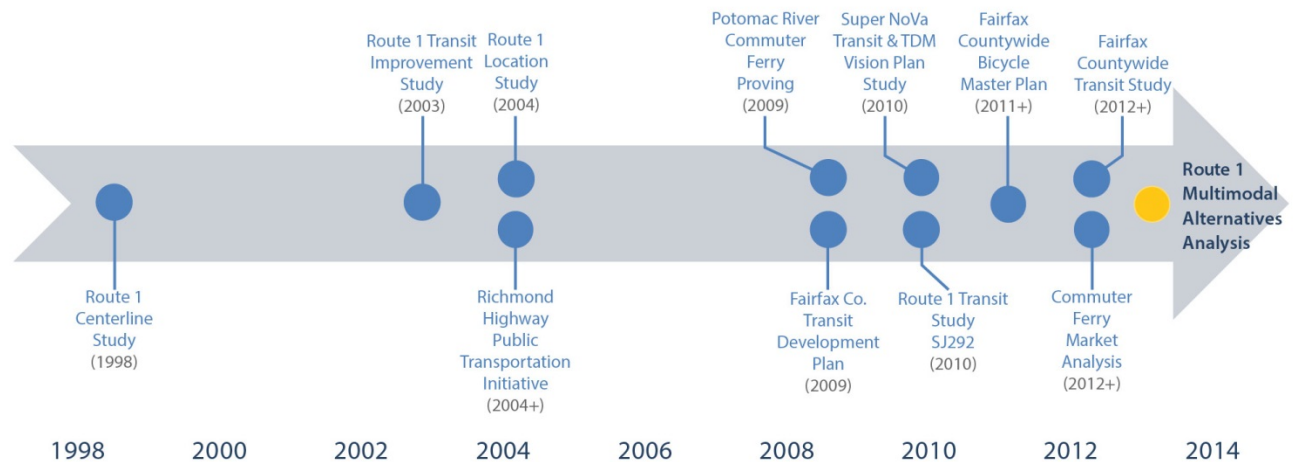 Route 1 Transit
Improvement
Study
(2003)
Route 1
Location
Study
(2004)
Potomac River
Commuter
Ferry
Proving
(2009)
Super NoVa
Transit & TDM
Vision Plan
Study
(2010)
Fairfax
Countywide
Bicycle
Master Plan
(2011+)
Fairfax
Countywide
Transit Study
(2012+)
Route 1
Multimodal
Alternatives
Analysis
Route 1
Centerline
Study
(1998)
Richmond
Highway
Public
Transportation
Initiative
(2004+)
Fairfax Co.
Transit
Development
Plan
(2009)
Route 1 Transit
Study
SJ292
(2010)
Commuter
Ferry
Market
Analysis
(2012+)
1998 2000 2002 2004 2006 2008 2010 2012 2014